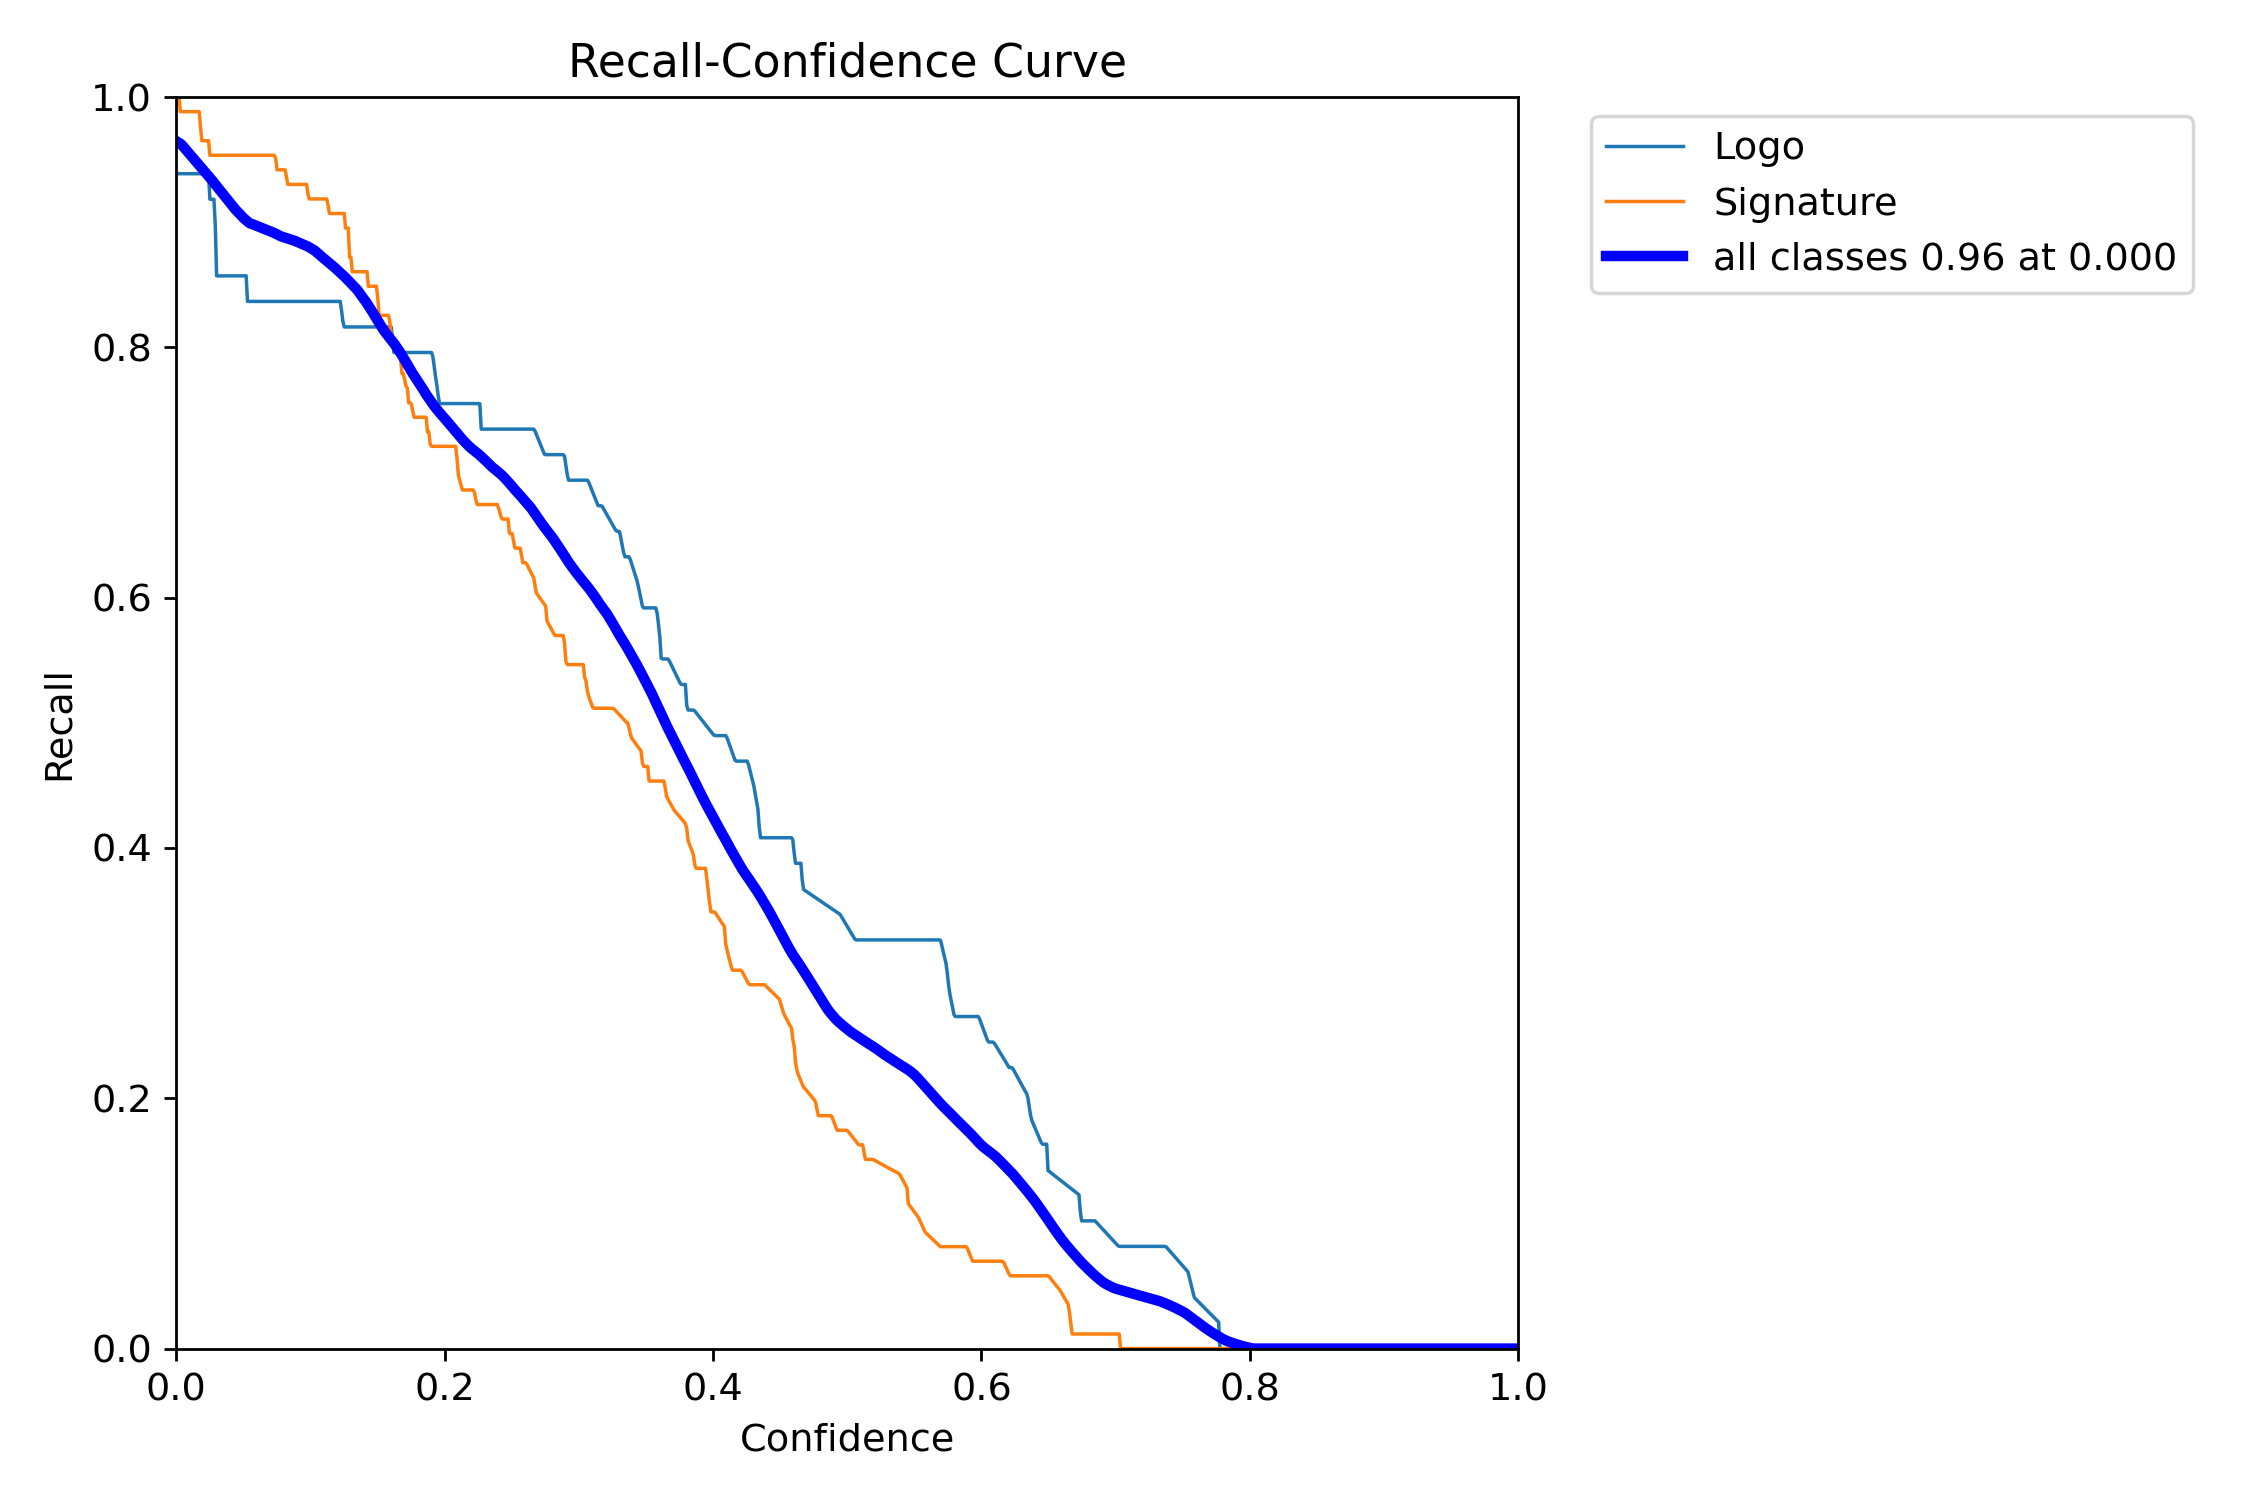 Recall-Confidence Curve
1.0
0.8
0.6
0.4
0.2
0.0
Recall
0.0 0.2 0.4 0.6 0.8 1.0
Confidence
Logo
Signature
all classes 0.96 at 0.000